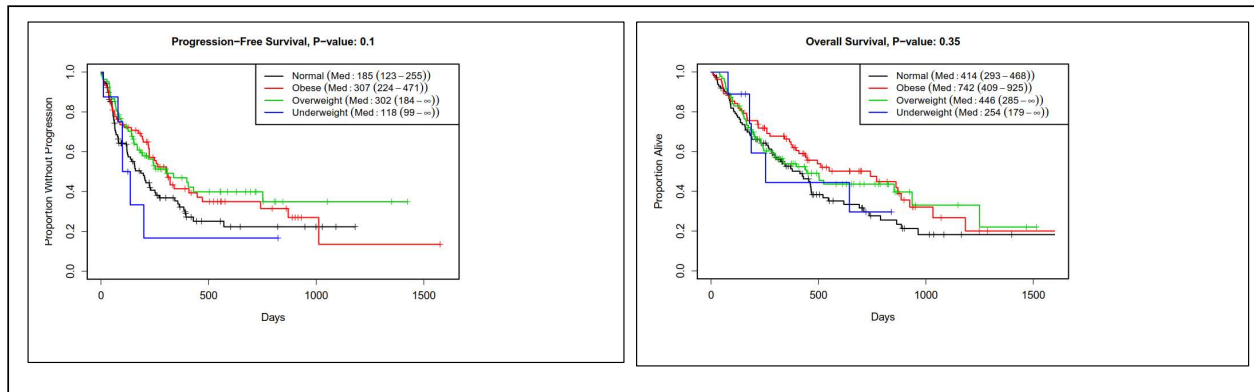 Progression−Free Survival, P−value: 0.1
Normal (Med : 185 (123 − 255))
Obese (Med : 307 (224 − 471))
Overweight (Med : 302 (184 − ∞))
Underweight (Med : 118 (99 − ∞))
Proportion Without Progression
1.0
0.8
0.6
0.4
0.2
0.0
0 500 1000 1500
Days
Overall Survival, P−value: 0.35
Normal (Med : 414 (293 − 468))
Obese (Med : 742 (409 − 925))
Overweight (Med : 446 (285 − ∞))
Underweight (Med : 254 (179 − ∞))
Proportion Alive
1.0
0.8
0.6
0.4
0.2
0.0
0 500 1000 1500
Days